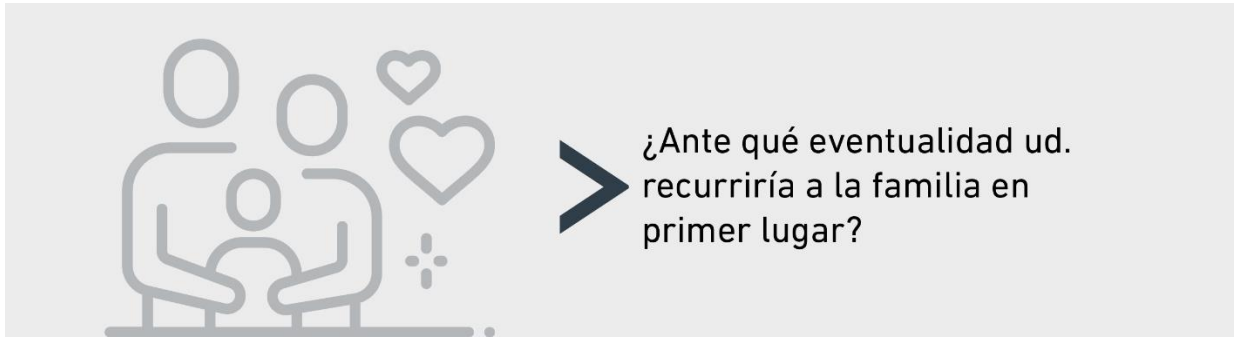 ¿Ante qué eventualidad ud.
recurriría a la familia en
primer lugar?